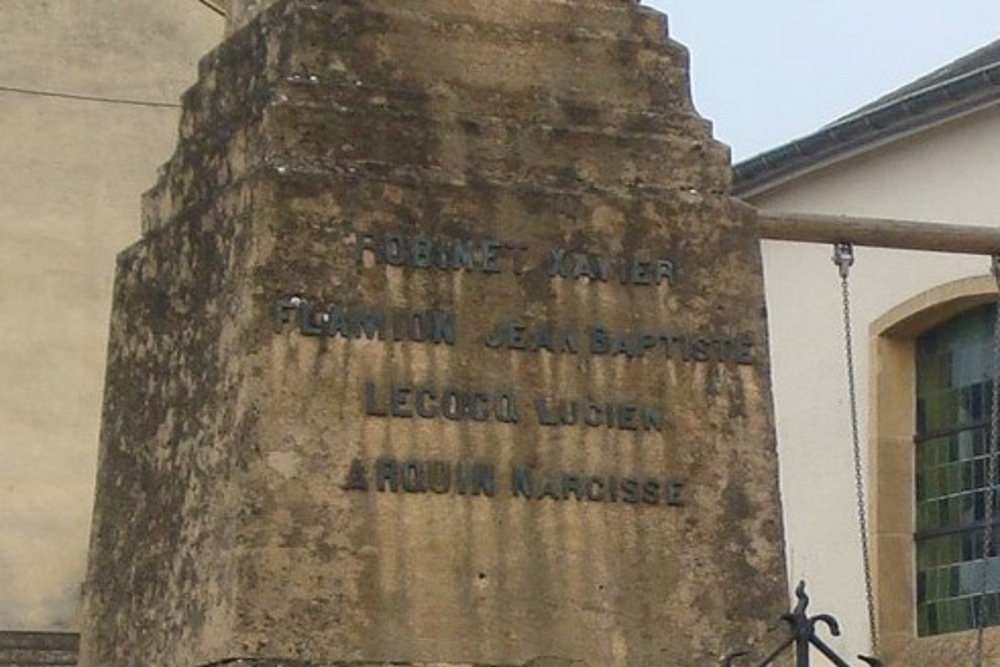 ROBINET XAVIER
FLAMION JEAN BAPTISTE
LECOCQ LUCIEN
ARQUIN NARCISSE